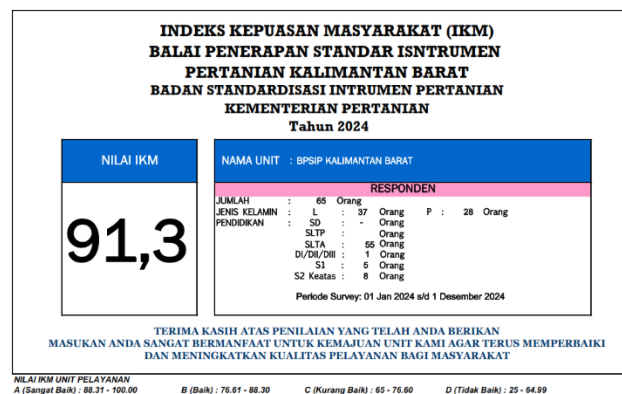 INDEKS KEPUASAN MASYARAKAT (IKM)
BALAI PENERAPAN STANDAR ISNTRUMEN
PERTANIAN KALIMANTAN BARAT
BADAN STANDARDISASI INTRUMEN PERTANIAN
KEMENTERIAN PERTANIAN
Tahun 2024
NILAI IKM
91,3
NAMA UNIT : BPSIP KALIMANTAN BARAT
RESPONDEN
JUMLAH : 65 Orang
JENIS KELAMIN : L : 37 Orang P : 28 Orang
PENDIDIKAN : SD : - Orang
SLTP : Orang
SLTA : 55 Orang
DI/DII/DIII : 1 Orang
S1 : 5 Orang
S2 Keatas : 8 Orang
Periode Survey: 01 Jan 2024 s/d 1 Desember 2024
TERIMA KASIH ATAS PENILAIAN YANG TELAH ANDA BERIKAN
MASUKAN ANDA SANGAT BERMANFAAT UNTUK KEMAJUAN UNIT KAMI AGAR TERUS MEMPERBAIKI
DAN MENINGKATKAN KUALITAS PELAYANAN BAGI MASYARAKAT
NILAI IKM UNIT PELAYANAN
A (Sangat Baik) : 88.31 - 100.00 B (Baik) : 76.61 - 88.30 C (Kurang Baik) : 65 - 76.60 D (Tidak Baik) : 25 - 64.99